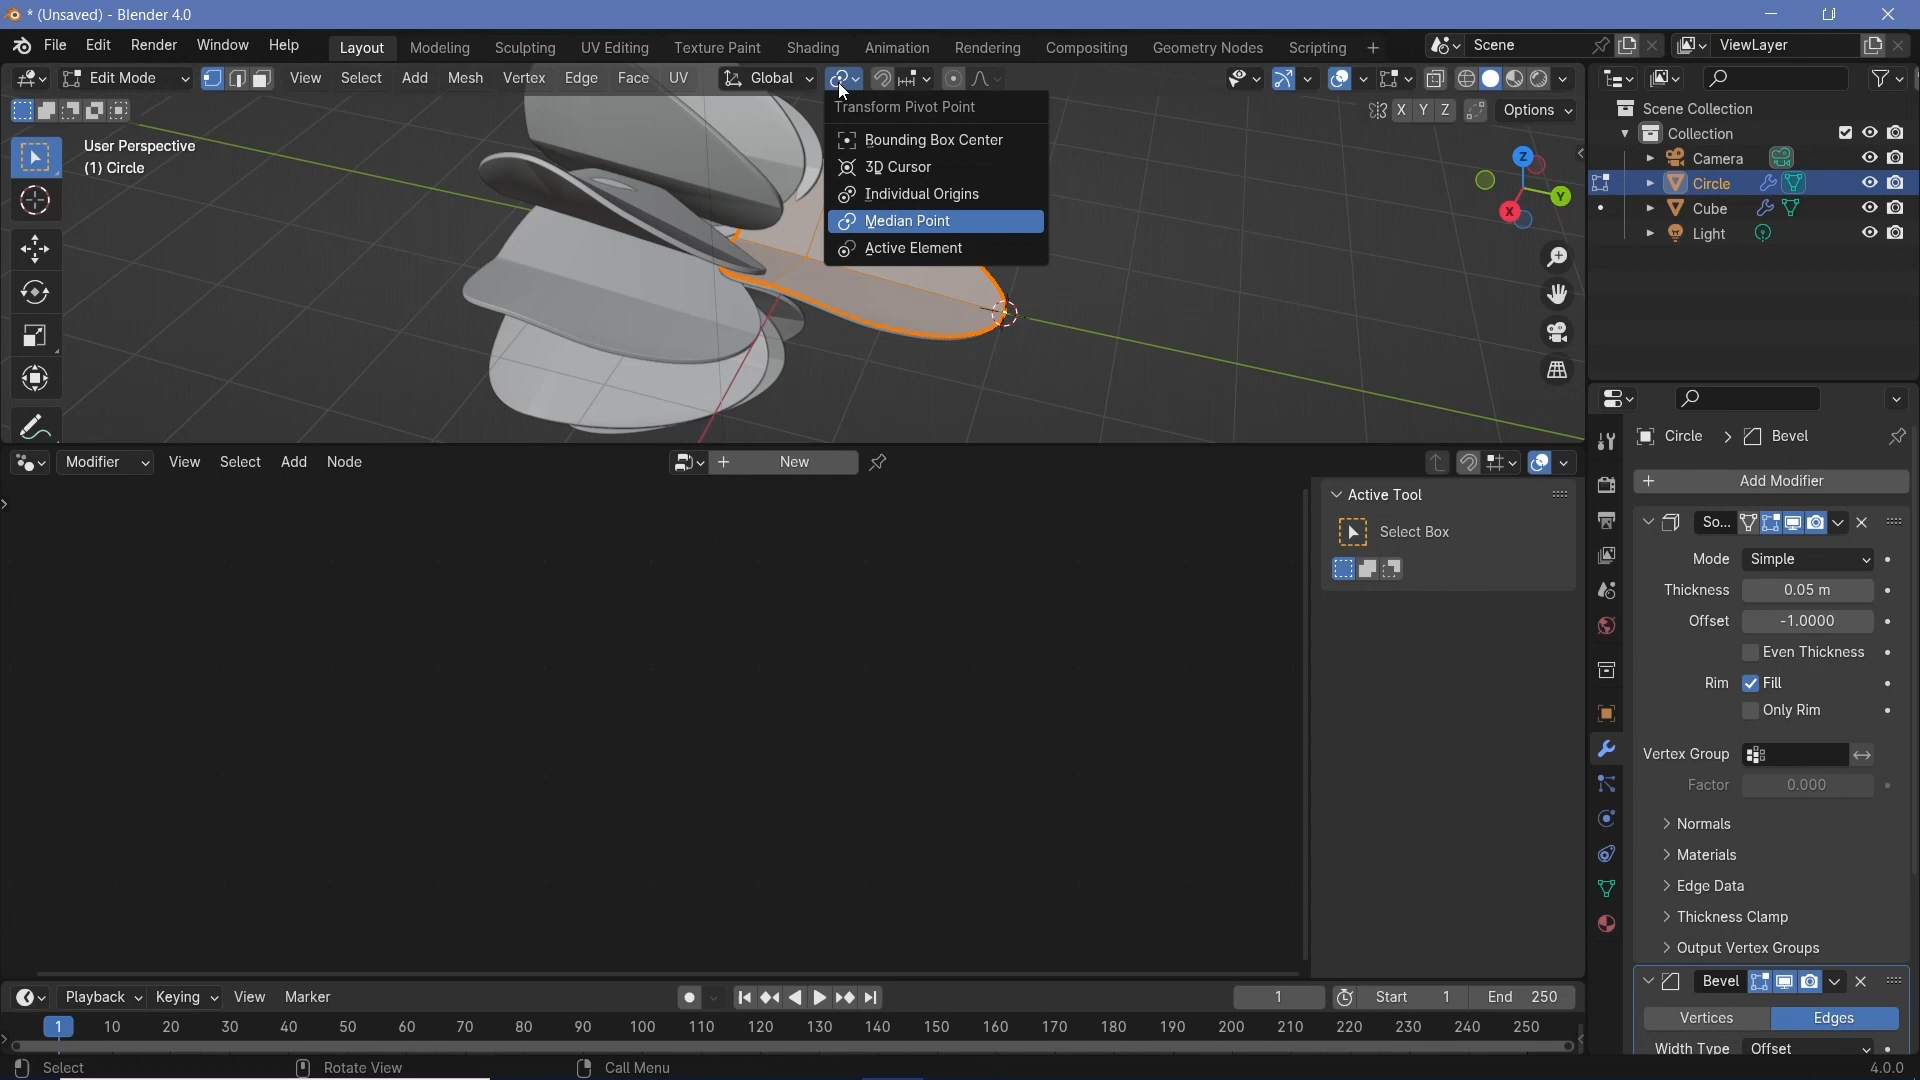 * (Unsaved) - Blender 4.0
File Edit Render Window Help Layout Modeling Sculpting UV Editing Texture Paint Shading Animation Rendering Compositing Geometry Nodes Scripting + Scene ViewLayer
Edit Mode View Select Add Mesh Vertex Edge Face UV Global
X Y Z Options
User Perspective
(1) Circle
Transform Pivot Point
Bounding Box Center
3D Cursor
Individual Origins
Median Point
Active Element
Z
Y
X
Scene Collection
Collection
Camera
Circle
Cube
Light
Circle > Bevel
+ Add Modifier
So...
Mode Simple
Thickness 0.05 m
Offset -1.0000
Even Thickness
Rim Fill
Only Rim
Vertex Group
Factor 0.000
Normals
Materials
Edge Data
Thickness Clamp
Output Vertex Groups
Bevel
Vertices Edges
Width Type Offset
Modifier View Select Add Node + New
Active Tool
Select Box
Playback Keying View Marker 1 Start 1 End 250
1 10 20 30 40 50 60 70 80 90 100 110 120 130 140 150 160 170 180 190 200 210 220 230 240 250
Select Rotate View Call Menu 4.0.0